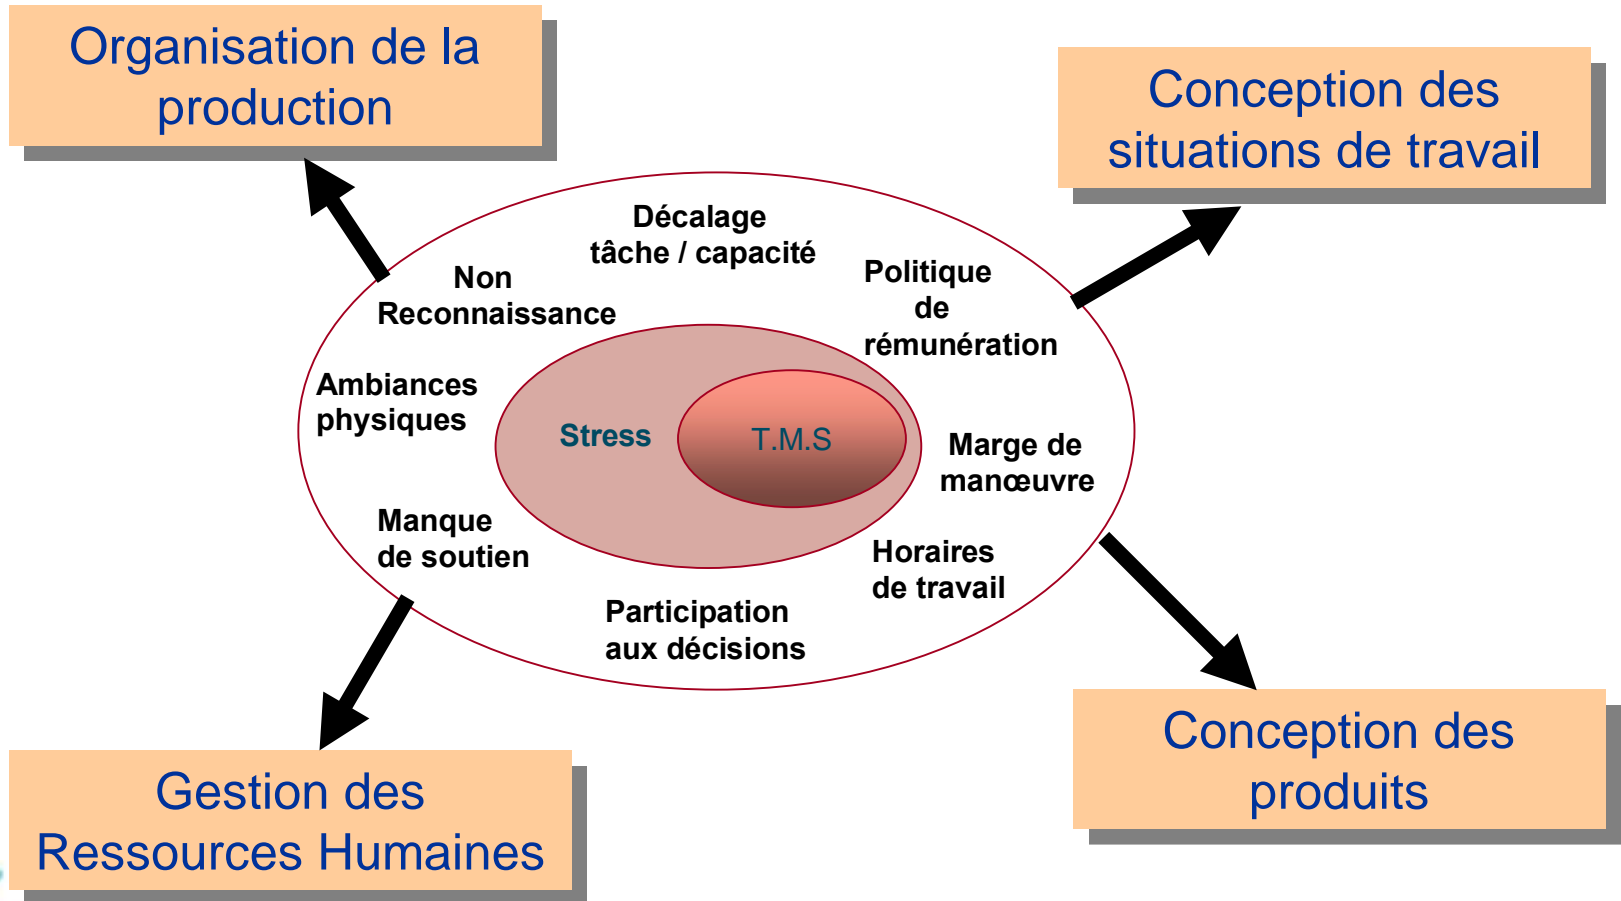 Organisation de la
production
Conception des
situations de travail
Décalage
tâche / capacité
Non
Reconnaissance
Politique
de
rémunération
Ambiances
physiques
Stress
T.M.S
Marge de
manœuvre
Manque
de soutien
Horaires
de travail
Participation
aux décisions
Gestion des
Ressources Humaines
Conception des
produits